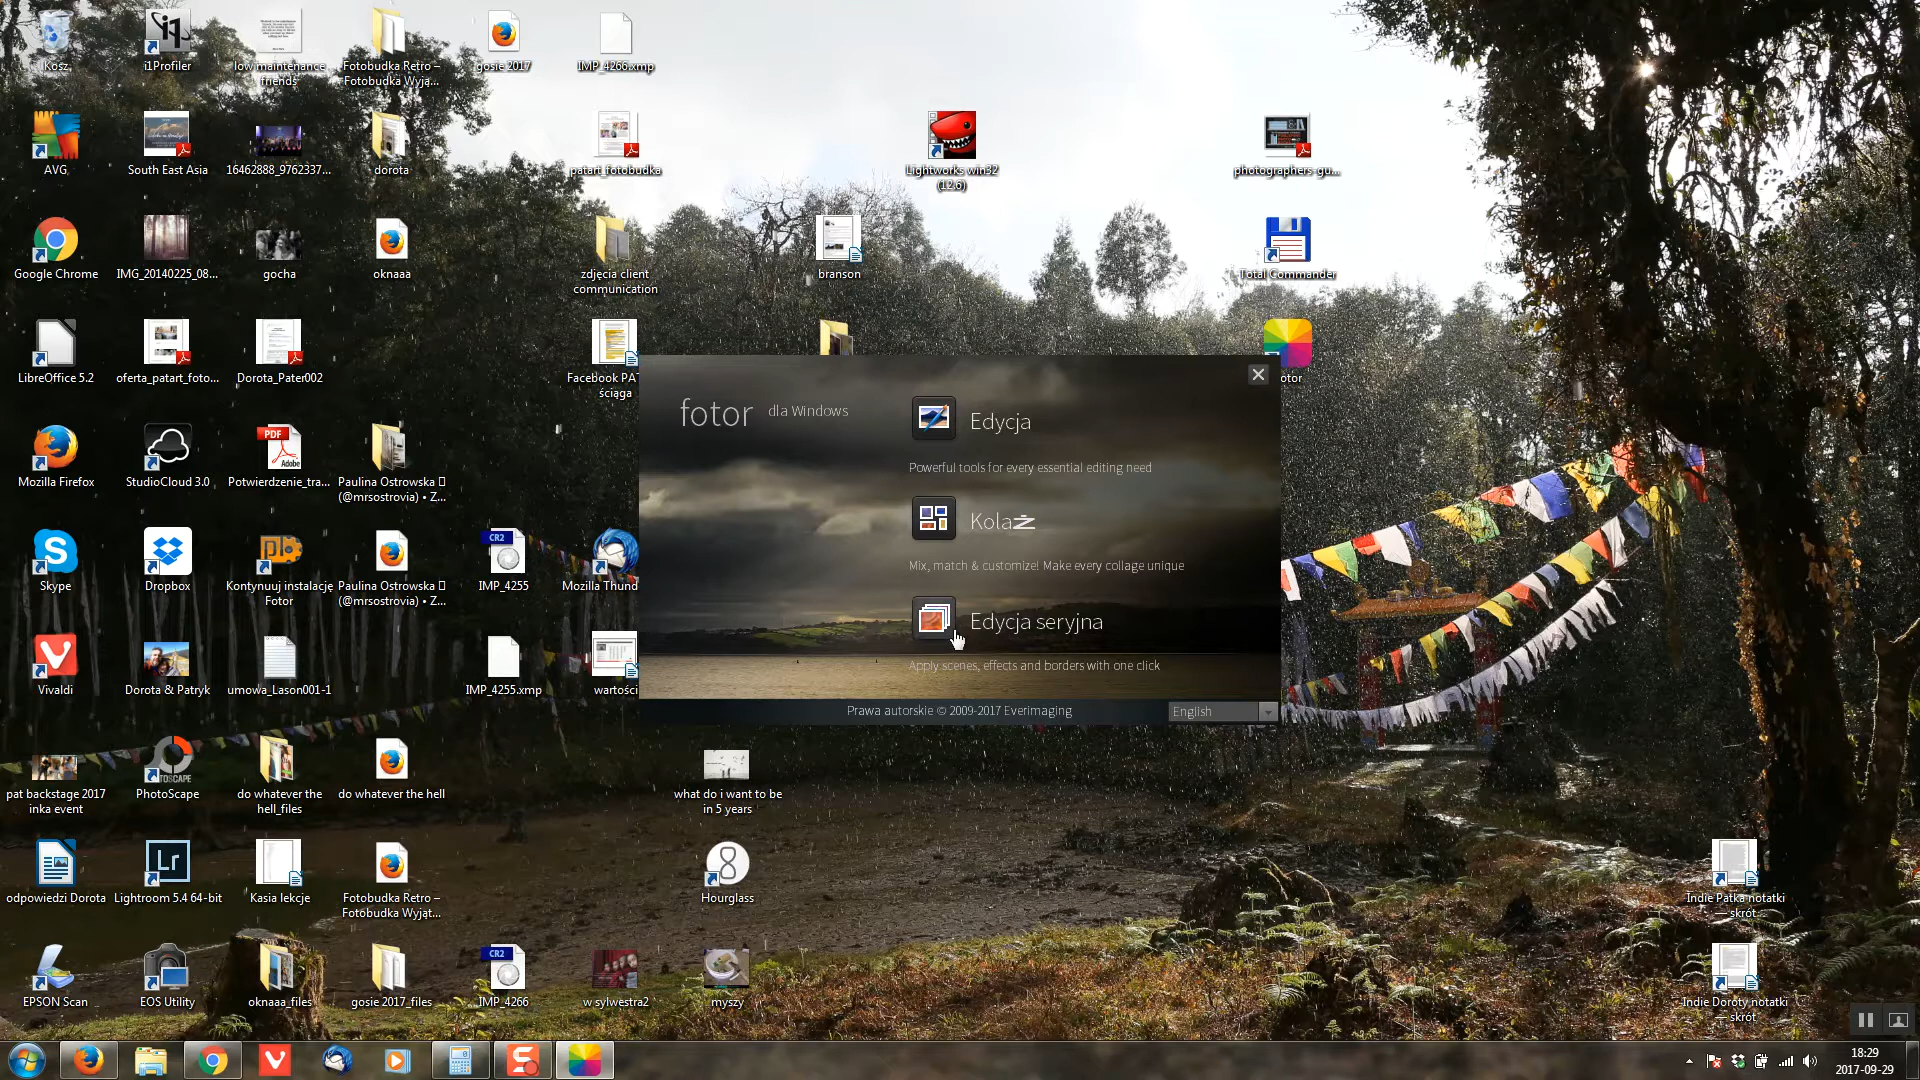 Kosz
i1Profiler
low maintenance
friends
Fotobudka Retro –
Fotobudka Wyją...
gosie 2017
IMP_4266.xmp
AVG
South East Asia
16462888_9762337...
dorota
patart_fotobudka
Lightworks win32
(12.6)
photographers-gu...
Google Chrome
IMG_20140225_08...
gocha
oknaaa
zdjęcia client
communication
branson
Total Commander
LibreOffice 5.2
oferta_patart_foto...
Dorota_Pater002
Facebook PAT
ściąga
otor
fotor dla Windows
Edycja
Powerful tools for every essential editing need
Kolaż
Mix, match & customize! Make every collage unique
Edycja seryjna
Apply scenes, effects and borders with one click
Prawa autorskie © 2009-2017 Everimaging
English
Mozilla Firefox
StudioCloud 3.0
PDF
Adobe
Potwierdzenie_tra...
Paulina Ostrowska
(@mrsostrovia) • Z...
Skype
Dropbox
Kontynuuj instalację
Fotor
Paulina Ostrowska
(@mrsostrovia) • Z...
CR2
IMP_4255
Mozilla Thund
Vivaldi
Dorota & Patryk
umowa_Lason001-1
IMP_4255.xmp
wartości
pat backstage 2017
inka event
TOSCAPE
PhotoScape
do whatever the
hell_files
do whatever the hell
what do i want to be
in 5 years
odpowiedzi Dorota
Lr
Lightroom 5.4 64-bit
Kasia lekcje
Fotobudka Retro –
Fotobudka Wyjąt...
Hourglass
Indie Patka notatki
— skrót
EPSON Scan
EOS Utility
oknaaa_files
gosie 2017_files
CR2
IMP_4266
w sylwestra2
myszy
Indie Doroty notatki
— skrót
18:29
2017-09-29